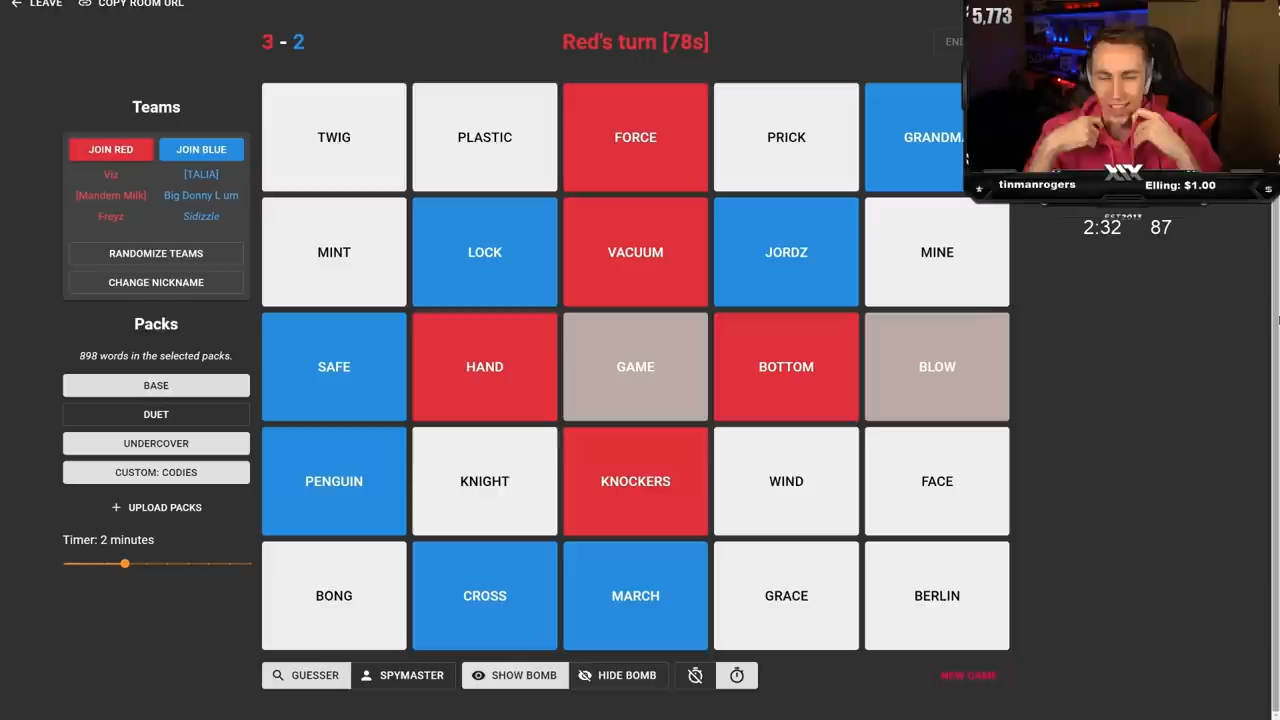 LEAVE COPY ROOM URL
3 - 2
Red's turn [78s]
5,773
Teams
JOIN RED JOIN BLUE
Viz [TALIA]
[Mandem Milk] Big Donny L um
Freyz Sidizzle
RANDOMIZE TEAMS
CHANGE NICKNAME
Packs
898 words in the selected packs.
BASE
DUET
UNDERCOVER
CUSTOM: CODIES
+ UPLOAD PACKS
Timer: 2 minutes
TWIG PLASTIC FORCE PRICK
MINT LOCK VACUUM JORDZ MINE
SAFE HAND GAME BOTTOM BLOW
PENGUIN KNIGHT KNOCKERS WIND FACE
BONG CROSS MARCH GRACE BERLIN
GUESSER SPYMASTER SHOW BOMB HIDE BOMB
NEW GAME
XIX
tinmanrogers Elling: $1.00
2:32 87